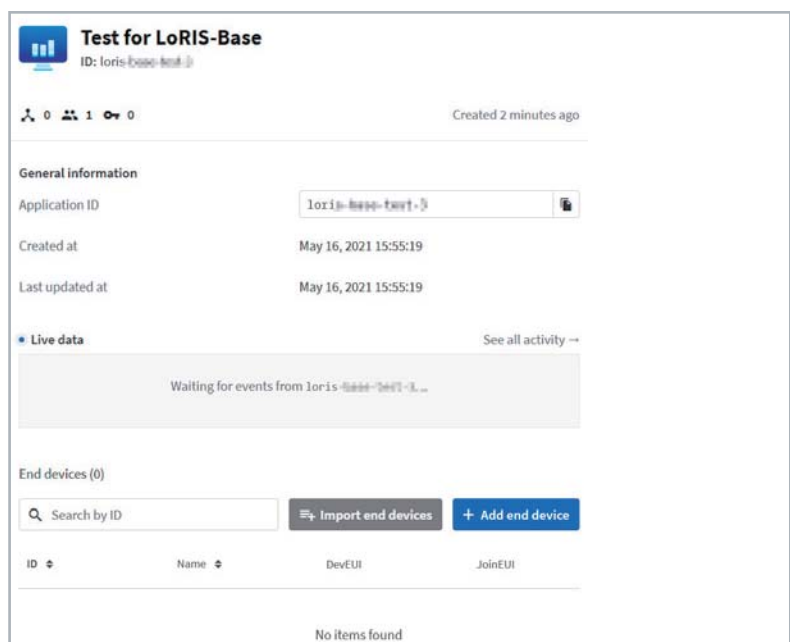 Test for LoRIS-Base
ID: loris-
0 1 0 Created 2 minutes ago
General information
Application ID loris-
Created at May 16, 2021 15:55:19
Last updated at May 16, 2021 15:55:19
Live data See all activity →
Waiting for events from loris-
End devices (0)
Search by ID Import end devices + Add end device
ID Name DevEUI JoinEUI
No items found